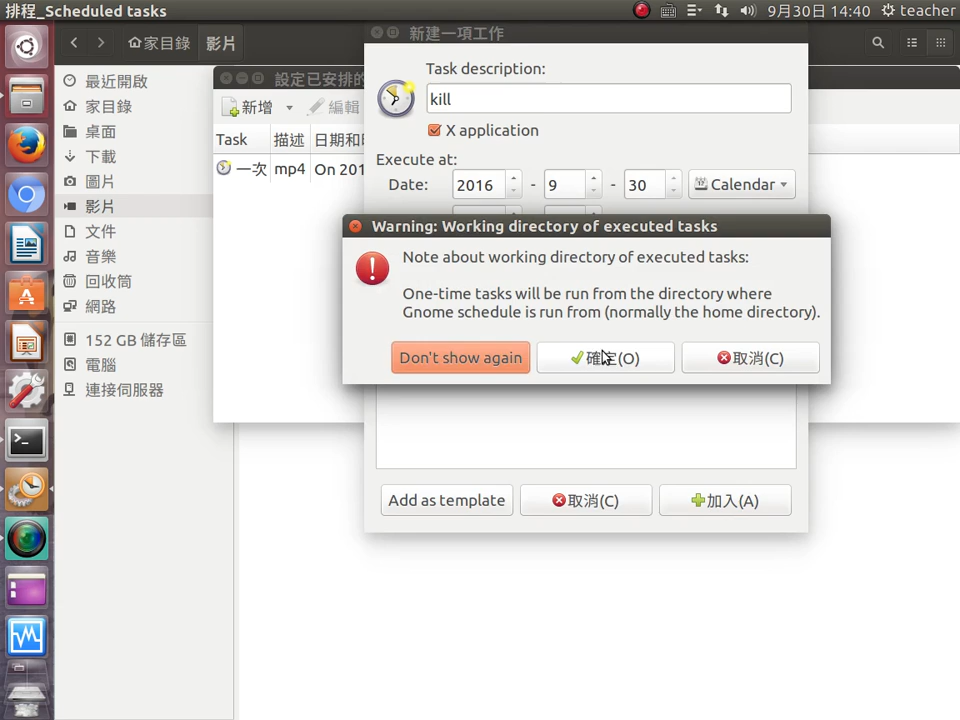 排程_Scheduled tasks
9月30日 14:40
teacher
家目錄
影片
最近開啟
家目錄
桌面
下載
圖片
影片
文件
音樂
回收筒
網路
152 GB 儲存區
電腦
連接伺服器
設定已安排的
新增
編輯
Task
描述
一次
mp4
On 201
新建一項工作
Task description:
kill
X application
Execute at:
Date:
2016
-
9
-
30
Calendar
Warning: Working directory of executed tasks
Note about working directory of executed tasks:
One-time tasks will be run from the directory where
Gnome schedule is run from (normally the home directory).
Don't show again
確定(O)
取消(C)
Add as template
取消(C)
加入(A)